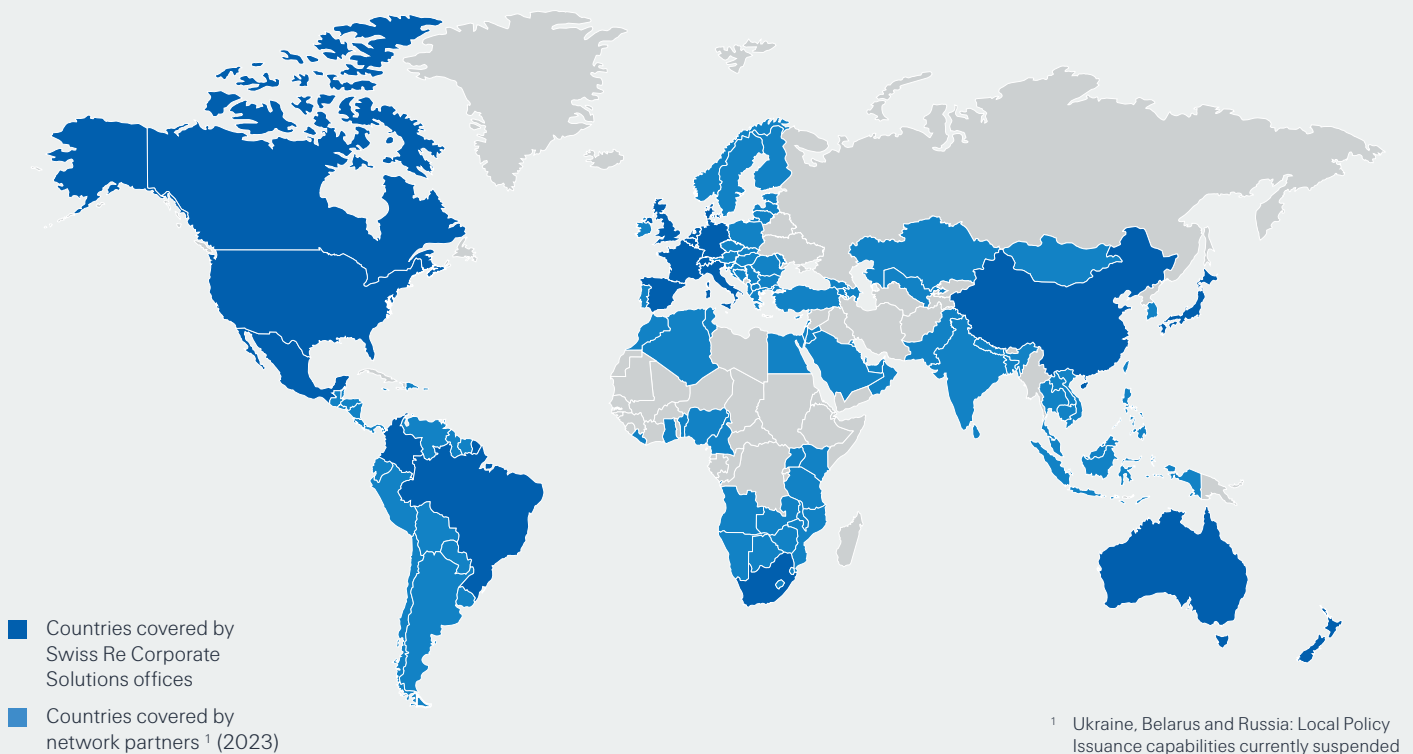 Countries covered by
Swiss Re Corporate
Solutions offices
Countries covered by
network partners ¹ (2023)
¹ Ukraine, Belarus and Russia: Local Policy
Issuance capabilities currently suspended